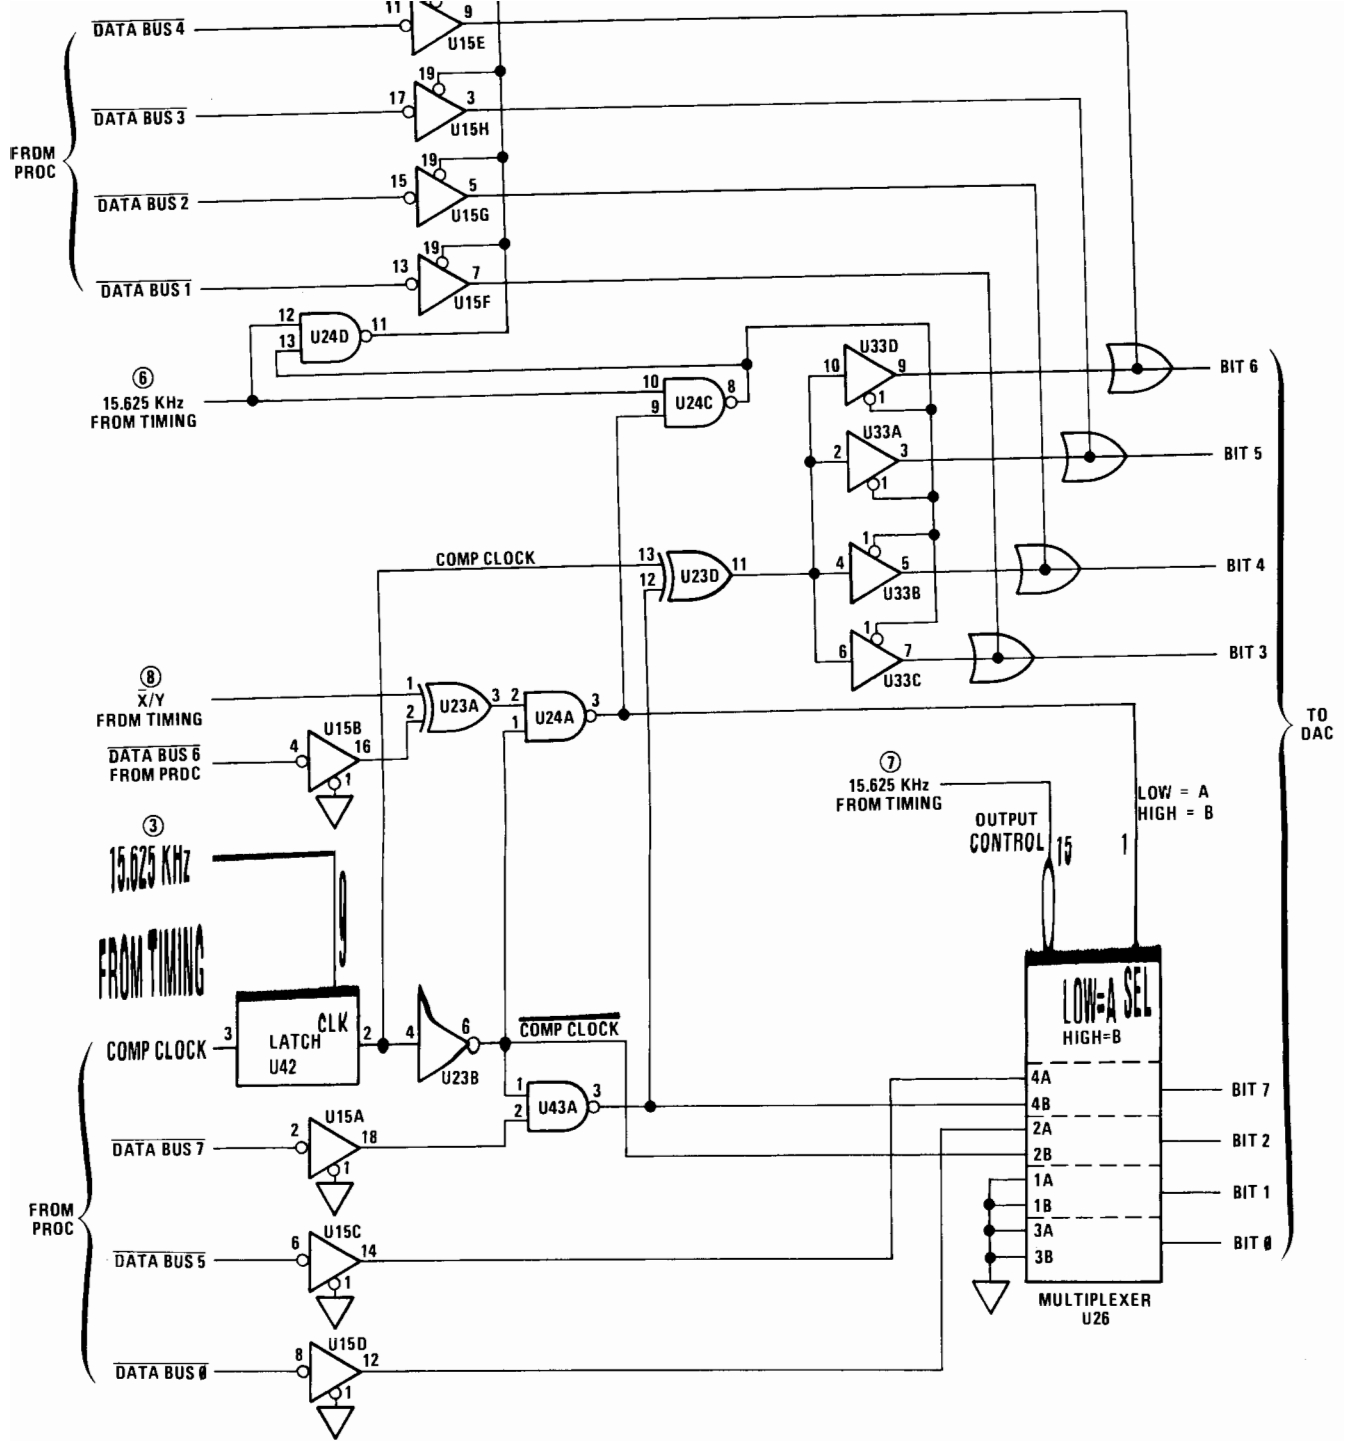 11
9
DATA BUS 4
U15E
19
17
3
DATA BUS 3
U15H
FROM
PROC
19
15
5
DATA BUS 2
U15G
19
13
7
DATA BUS 1
U15F
12
U24D
11
13
6
15.625 KHz
FROM TIMING
10
U24C
8
9
U33D
10
9
1
BIT 6
U33A
2
3
1
BIT 5
COMP CLOCK
13
U23D
11
12
1
4
5
U33B
BIT 4
1
6
7
U33C
BIT 3
8
X/Y
FROM TIMING
1
U23A
3
2
2
U24A
3
1
DATA BUS 6
FROM PROC
4
U15B
16
1
TO
DAC
7
15.625 KHz
FROM TIMING
LOW = A
HIGH = B
OUTPUT
CONTROL
15
1
3
15.625 KHz
FROM TIMING
9
LOW=A SEL
HIGH=B
COMP CLOCK
3
CLK
LATCH
U42
2
4
6
U23B
COMP CLOCK
1
U43A
3
2
4A
4B
BIT 7
2A
2B
BIT 2
1A
1B
BIT 1
3A
3B
BIT 0
MULTIPLEXER
U26
DATA BUS 7
2
U15A
18
1
FROM
PROC
DATA BUS 5
6
U15C
14
1
DATA BUS 0
8
U15D
12
1